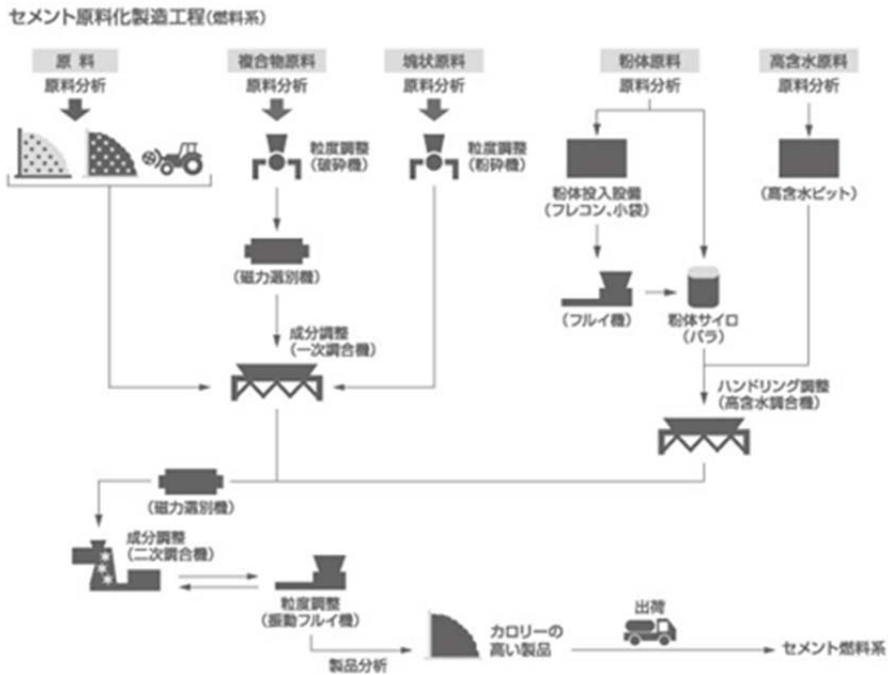 セメント原料化製造工程(燃料系)
原 料
原料分析
複合物原料
原料分析
塊状原料
原料分析
粉体原料
原料分析
高含水原料
原料分析
粒度調整
(破砕機)
粒度調整
(粉砕機)
粉体投入設備
(フレコン、小袋)
(高含水ピット)
(磁力選別機)
(フルイ機)
粉体サイロ
(バラ)
成分調整
(一次調合機)
ハンドリング調整
(高含水調合機)
(磁力選別機)
成分調整
(二次調合機)
粒度調整
(振動フルイ機)
製品分析
カロリーの
高い製品
出荷
セメント燃料系